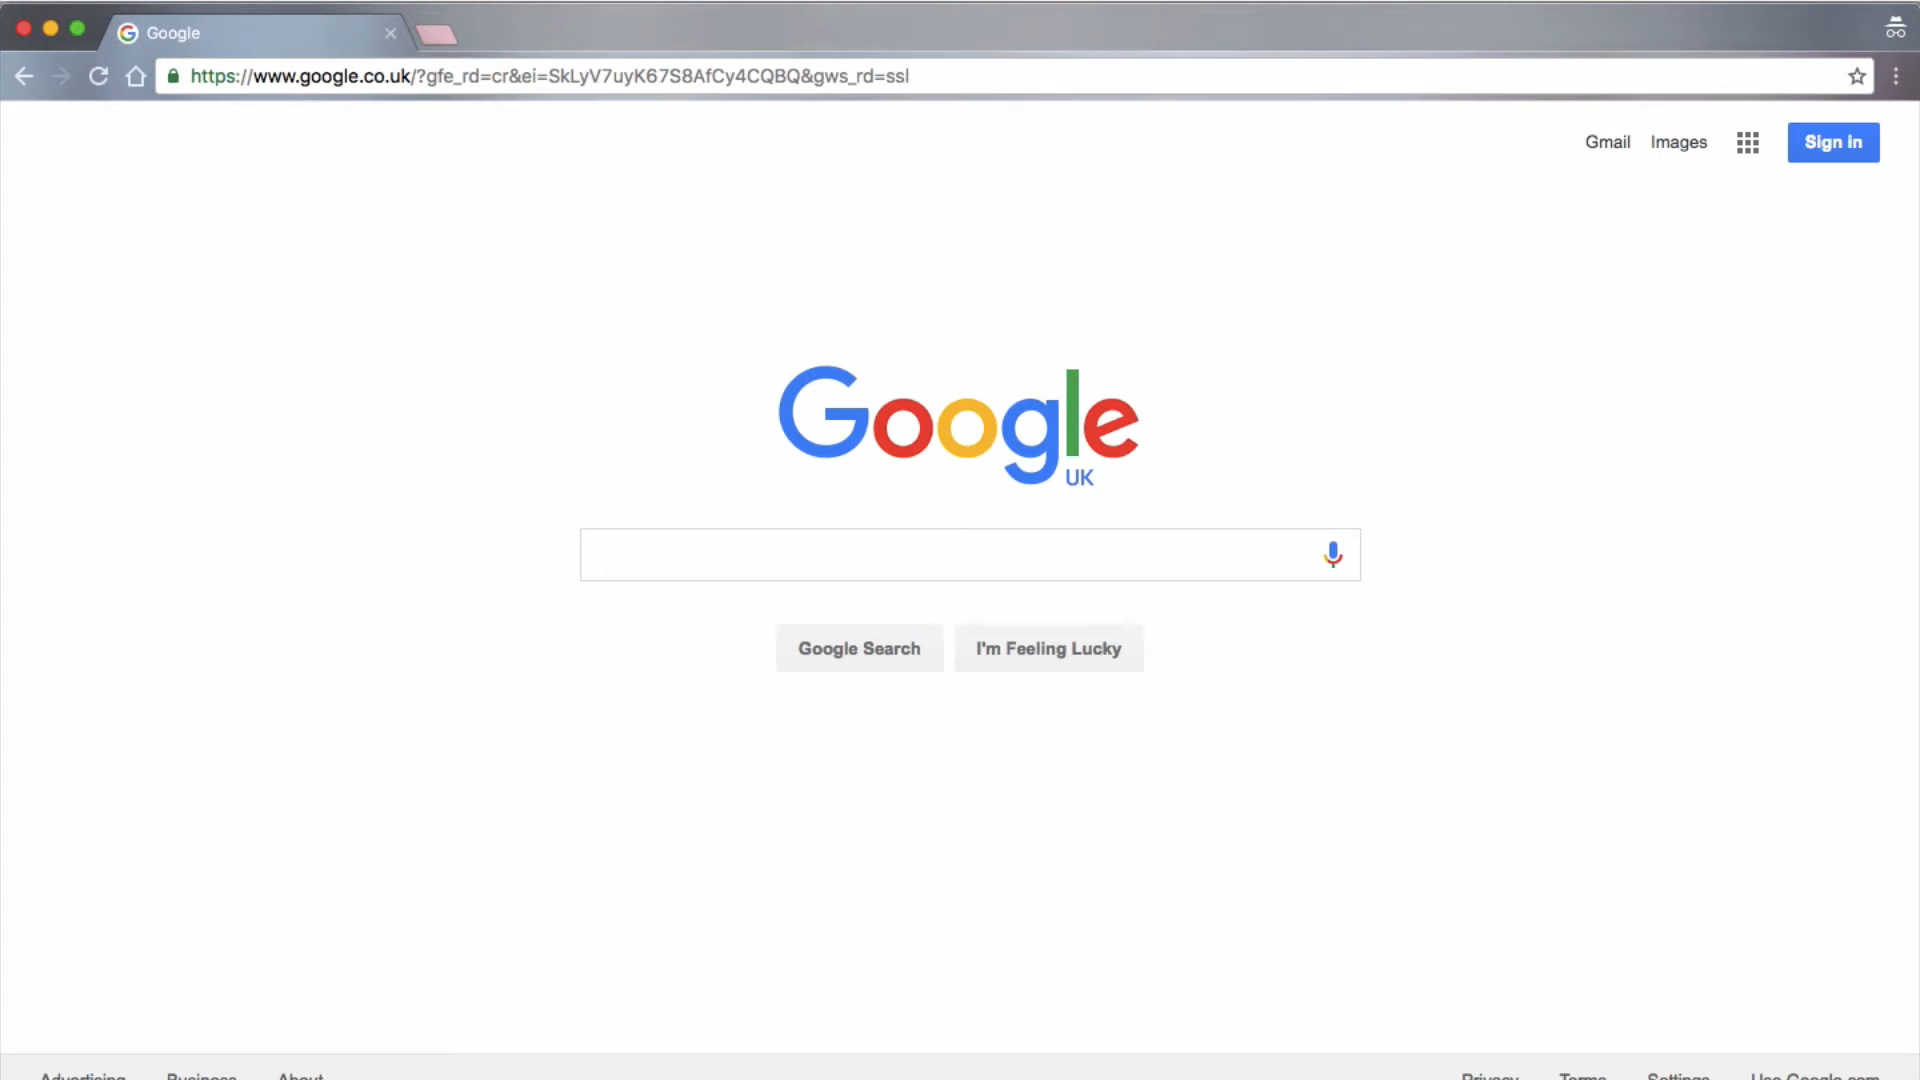 Google
https://www.google.co.uk/?gfe_rd=cr&ei=SkLyV7uyK67S8AfCy4CQBQ&gws_rd=ssl
Gmail Images Sign in
Google
UK
Google Search I'm Feeling Lucky
Advertising Business About Privacy Terms Settings Use Google.com